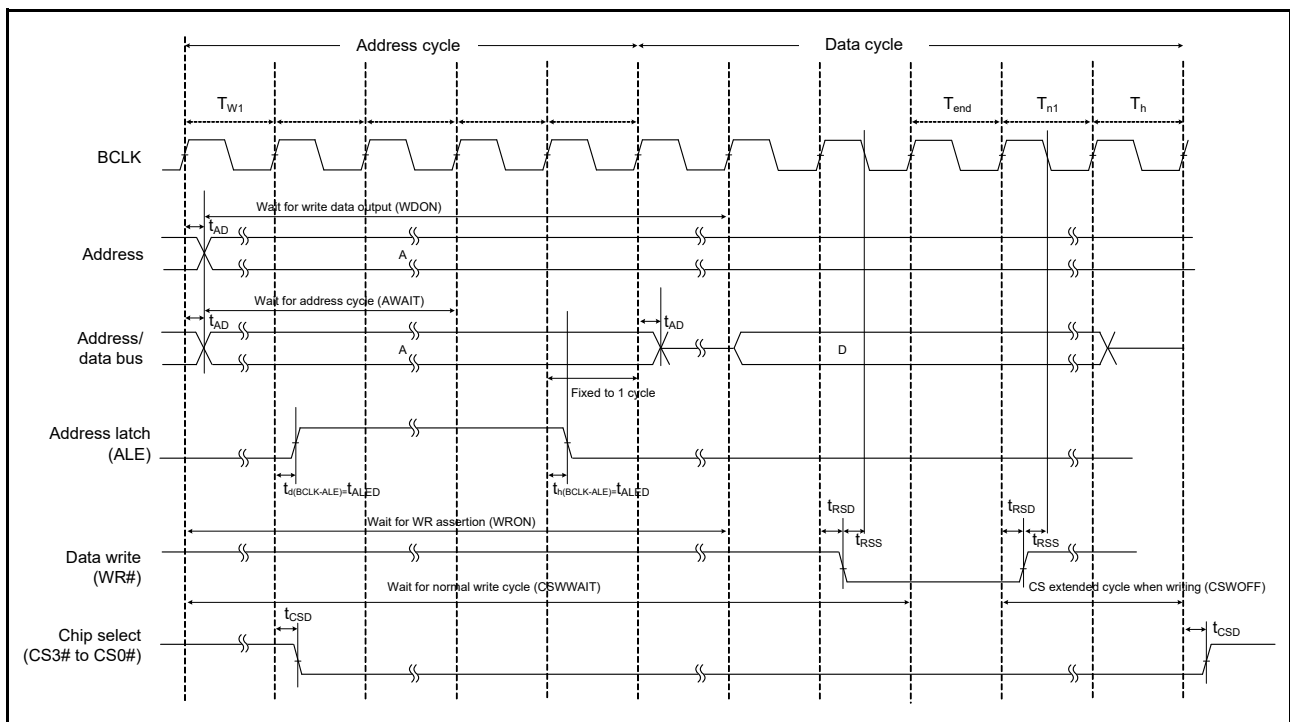 Address cycle
Data cycle
TW1
Tend
Tn1
Th
BCLK
Wait for write data output (WDON)
tAD
Address
A
Wait for address cycle (AWAIT)
tAD
tAD
Address/
data bus
A
D
Fixed to 1 cycle
Address latch
(ALE)
td(BCLK-ALE)=tALED
th(BCLK-ALE)=tALED
tRSD
tRSD
Wait for WR assertion (WRON)
tRSS
tRSS
Data write
(WR#)
Wait for normal write cycle (CSWWAIT)
CS extended cycle when writing (CSWOFF)
tCSD
tCSD
Chip select
(CS3# to CS0#)